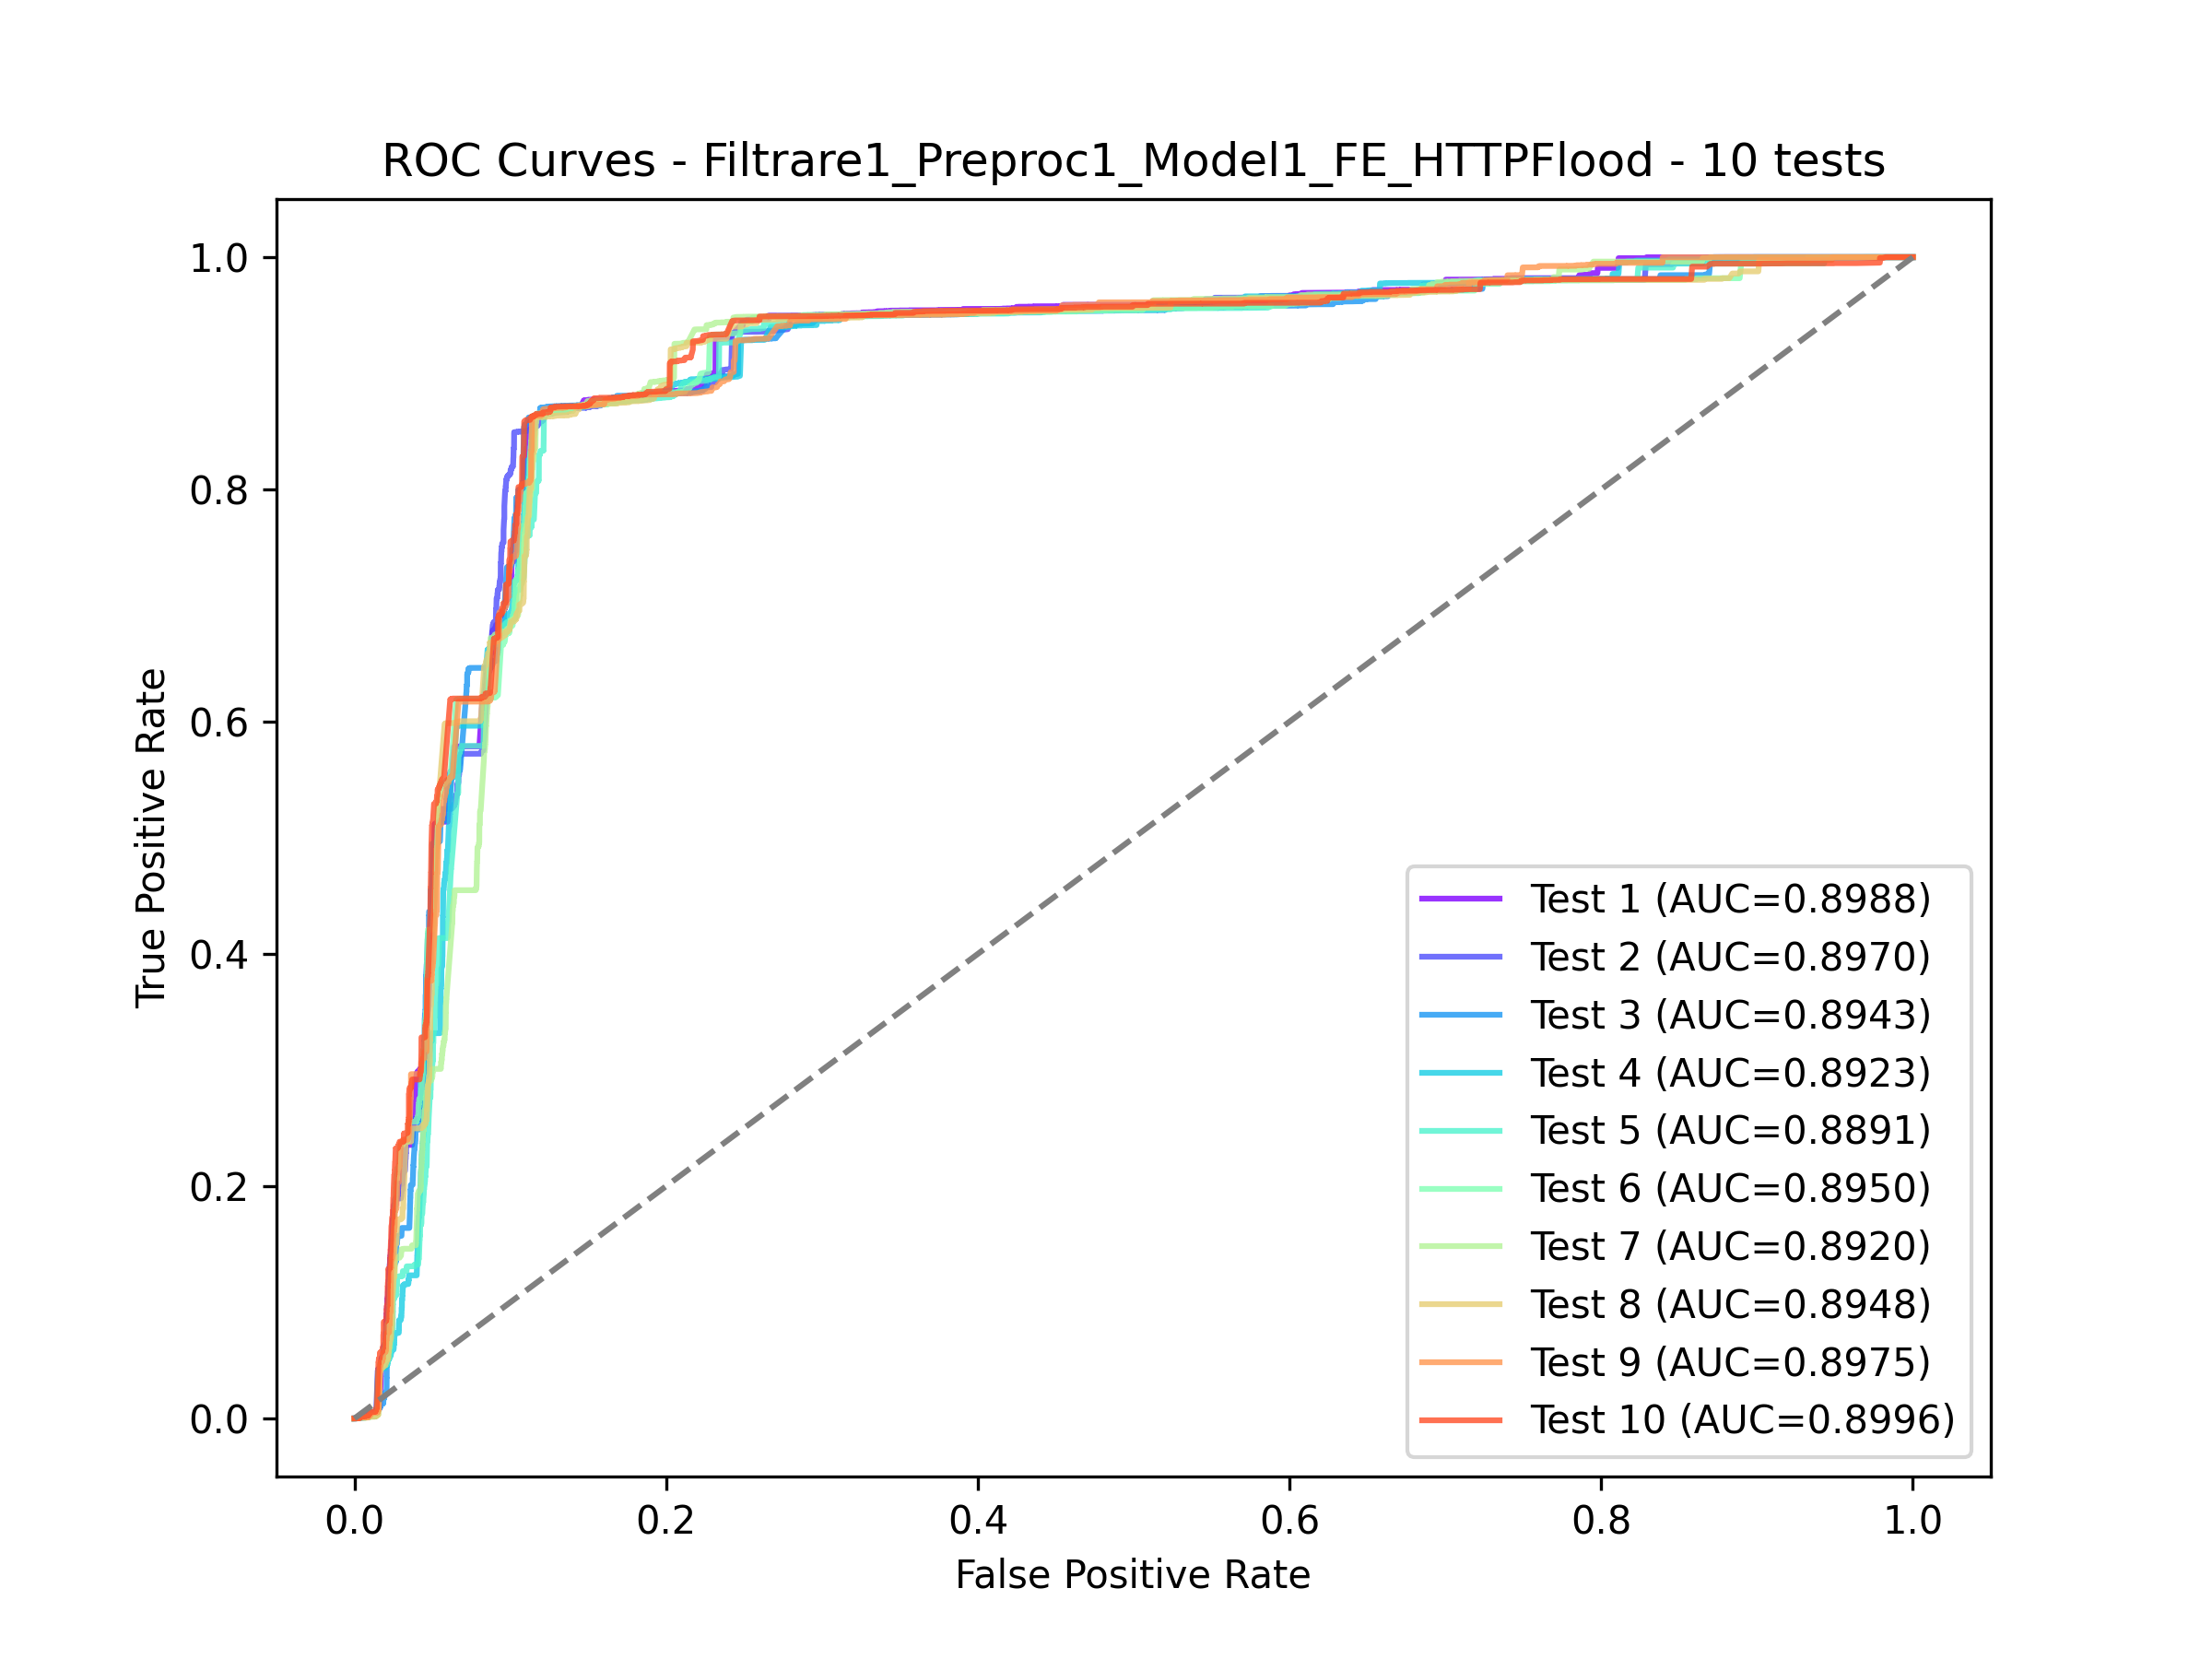 ROC Curves - Filtrare1_Preproc1_Model1_FE_HTTPFlood - 10 tests
True Positive Rate
1.0
0.8
0.6
0.4
0.2
0.0
Test 1 (AUC=0.8988)
Test 2 (AUC=0.8970)
Test 3 (AUC=0.8943)
Test 4 (AUC=0.8923)
Test 5 (AUC=0.8891)
Test 6 (AUC=0.8950)
Test 7 (AUC=0.8920)
Test 8 (AUC=0.8948)
Test 9 (AUC=0.8975)
Test 10 (AUC=0.8996)
0.0 0.2 0.4 0.6 0.8 1.0
False Positive Rate